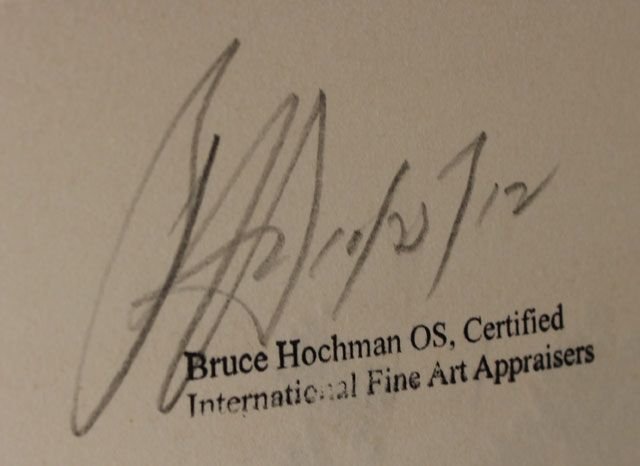 Bruce Hochman OS, Certified
International Fine Art Appraisers